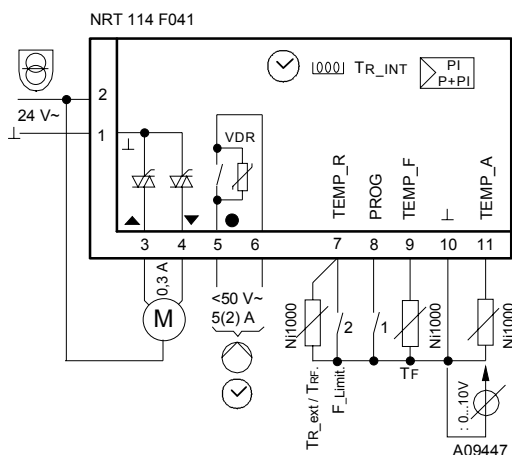 NRT 114 F041
TR_INT
PI
P+PI
2
24 V~
1
⊥
⊥
VDR
TEMP_R
PROG
TEMP_F
⊥
TEMP_A
3
4
5
6
7
8
9
10
11
0,3 A
M
<50 V~
5(2) A
Ni1000
2
1
Ni1000
Ni1000
TR_ext / TRF.
F_Limit.
TF
: 0...10V
A09447